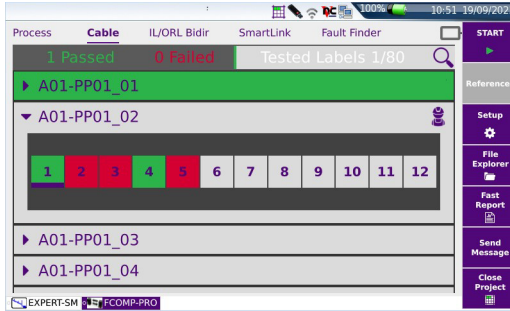 100% 10:51 19/09/202
Process Cable IL/ORL Bidir SmartLink Fault Finder
START
1 Passed 0 Failed Tested Labels 1/80
Reference
A01-PP01_01
A01-PP01_02
Setup
File Explorer
1 2 3 4 5 6 7 8 9 10 11 12
Fast Report
A01-PP01_03
Send Message
A01-PP01_04
Close Project
EXPERT-SM FCOMP-PRO